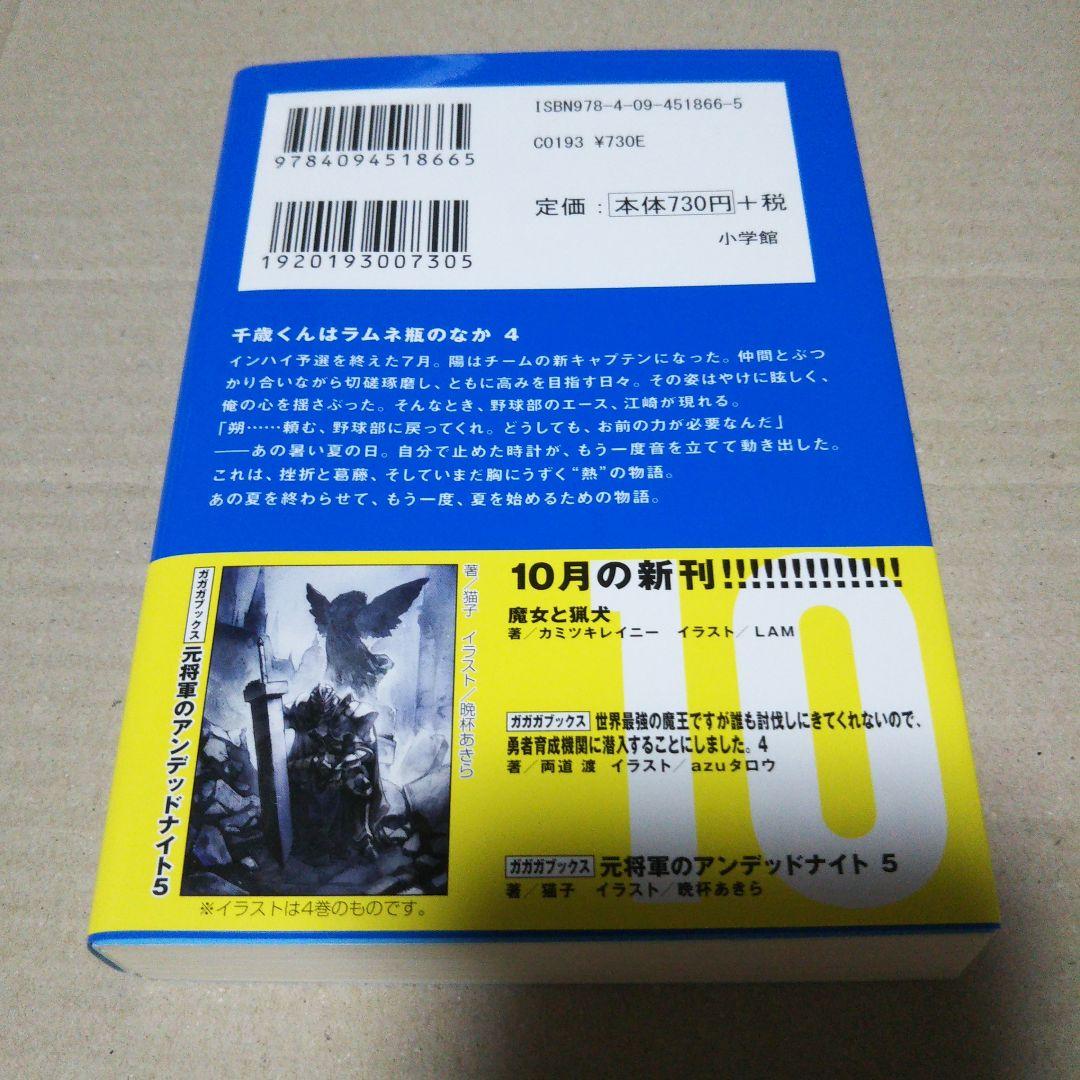 9784094518665
ISBN978-4-09-451866-5
C0193 ¥730E
1920193007305
定価：本体730円＋税
小学館
千歳くんはラムネ瓶のなか 4
インハイ予選を終えた7月。陽はチームの新キャプテンになった。仲間とぶつ
かり合いながら切磋琢磨し、ともに高みを目指す日々。その姿はやけに眩しく、
俺の心を揺さぶった。そんなとき、野球部のエース、江崎が現れる。
「朔……頼む、野球部に戻ってくれ。どうしても、お前の力が必要なんだ」
――あの暑い夏の日。自分で止めた時計が、もう一度音を立てて動き出した。
これは、挫折と葛藤、そしていまだ胸にうずく“熱”の物語。
あの夏を終わらせて、もう一度、夏を始めるための物語。
ガガガブックス 元将軍のアンデッドナイト5
著／猫子 イラスト／晩杯あきら
※イラストは4巻のものです。
10
10月の新刊!!!!!!!!!!!!!
魔女と猟犬
著／カミツキレイニー イラスト／LAM
ガガガブックス 世界最強の魔王ですが誰も討伐しにきてくれないので、
勇者育成機関に潜入することにしました。4
著／両道 渡 イラスト／azuタロウ
ガガガブックス 元将軍のアンデッドナイト 5
著／猫子 イラスト／晩杯あきら